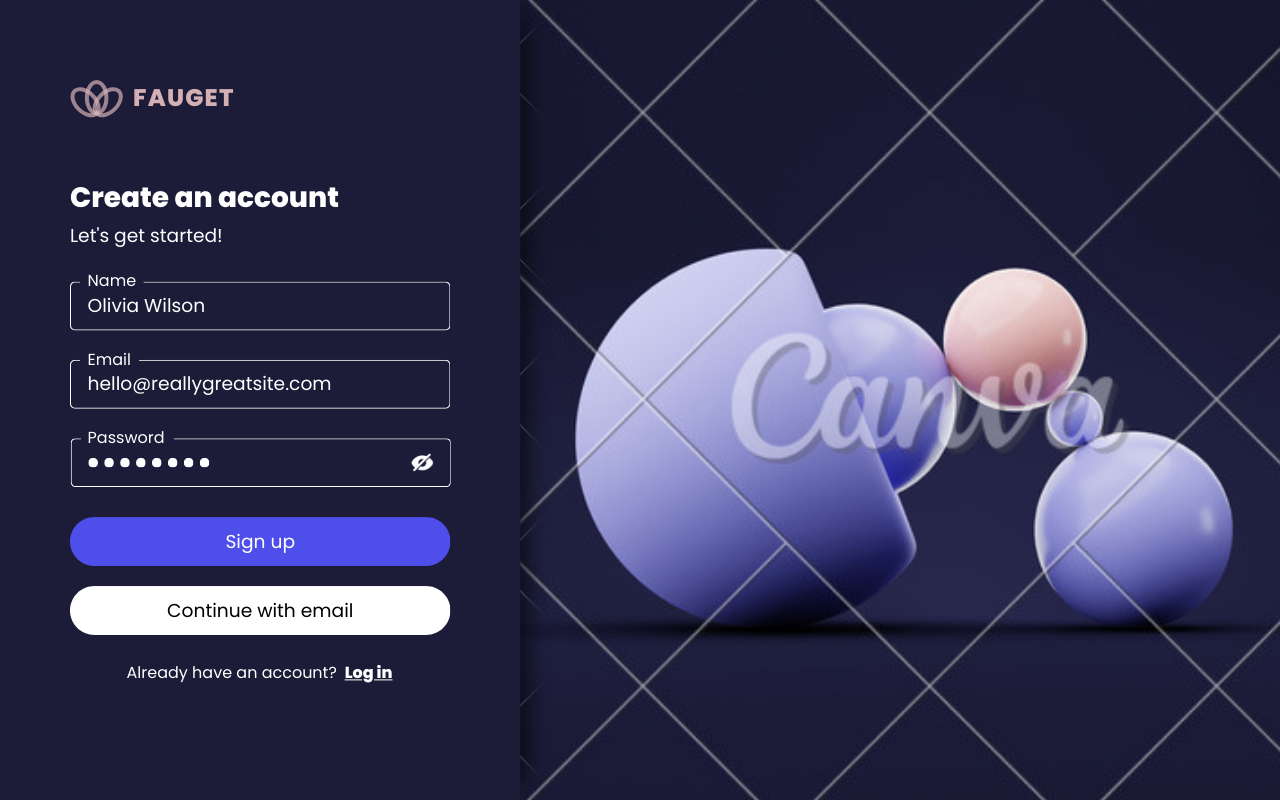 FAUGET
Create an account
Let's get started!
Name
Olivia Wilson
Email
hello@reallygreatsite.com
Password
Sign up
Continue with email
Already have an account? Log in
Canva